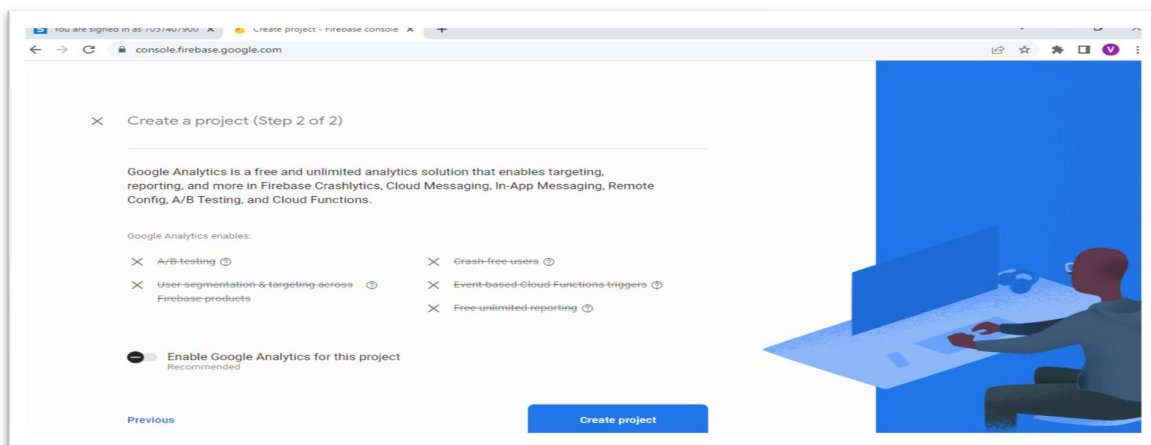 You are signed in as 7057407900
Create project - Firebase console
console.firebase.google.com
V
Create a project (Step 2 of 2)
Google Analytics is a free and unlimited analytics solution that enables targeting,
reporting, and more in Firebase Crashlytics, Cloud Messaging, In-App Messaging, Remote
Config, A/B Testing, and Cloud Functions.
Google Analytics enables:
A/B testing
Crash-free users
User segmentation & targeting across
Firebase products
Event-based Cloud Functions triggers
Free unlimited reporting
Enable Google Analytics for this project
Recommended
Previous
Create project